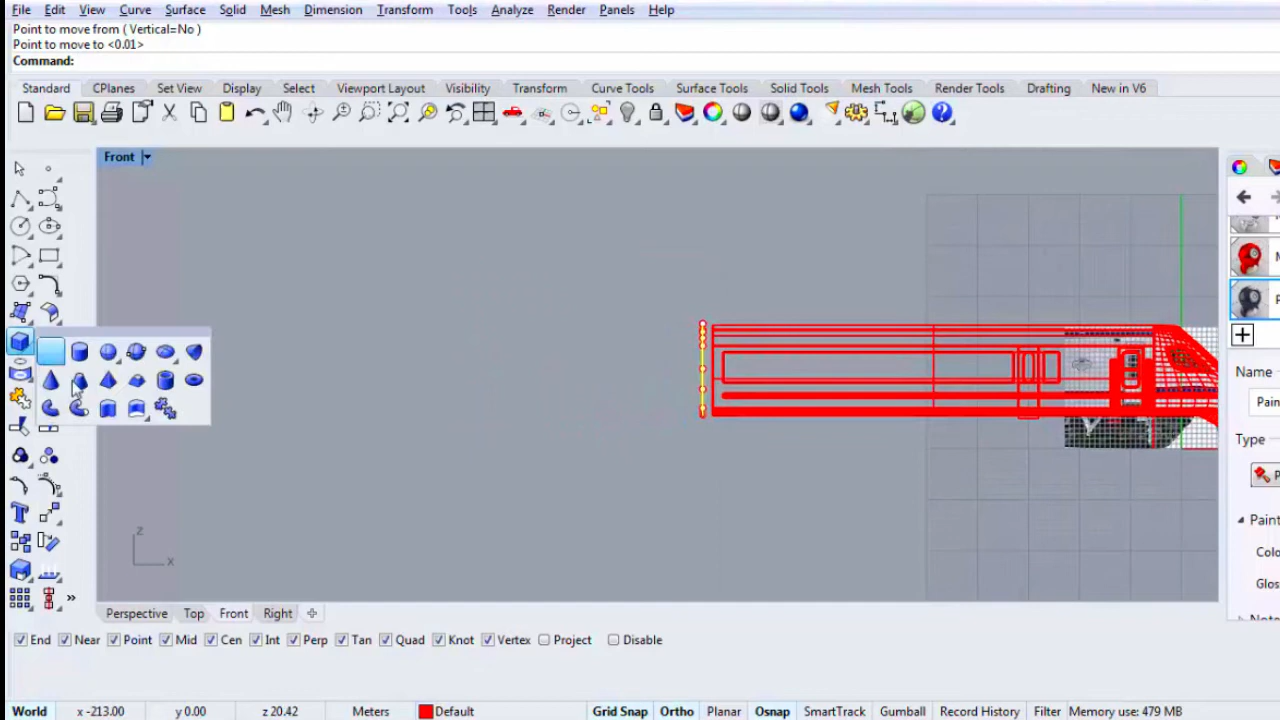 File Edit View Curve Surface Solid Mesh Dimension Transform Tools Analyze Render Panels Help
Point to move from ( Vertical=No )
Point to move to <0.01>
Command:
Standard CPlanes Set View Display Select Viewport Layout Visibility Transform Curve Tools Surface Tools Solid Tools Mesh Tools Render Tools Drafting New in V6
Front
Name
Pain
Type
P
Pain
Colo
Glos
z
x
Perspective Top Front Right
End Near Point Mid Cen Int Perp Tan Quad Knot Vertex Project Disable
World x -213.00 y 0.00 z 20.42 Meters Default Grid Snap Ortho Planar Osnap SmartTrack Gumball Record History Filter Memory use: 479 MB